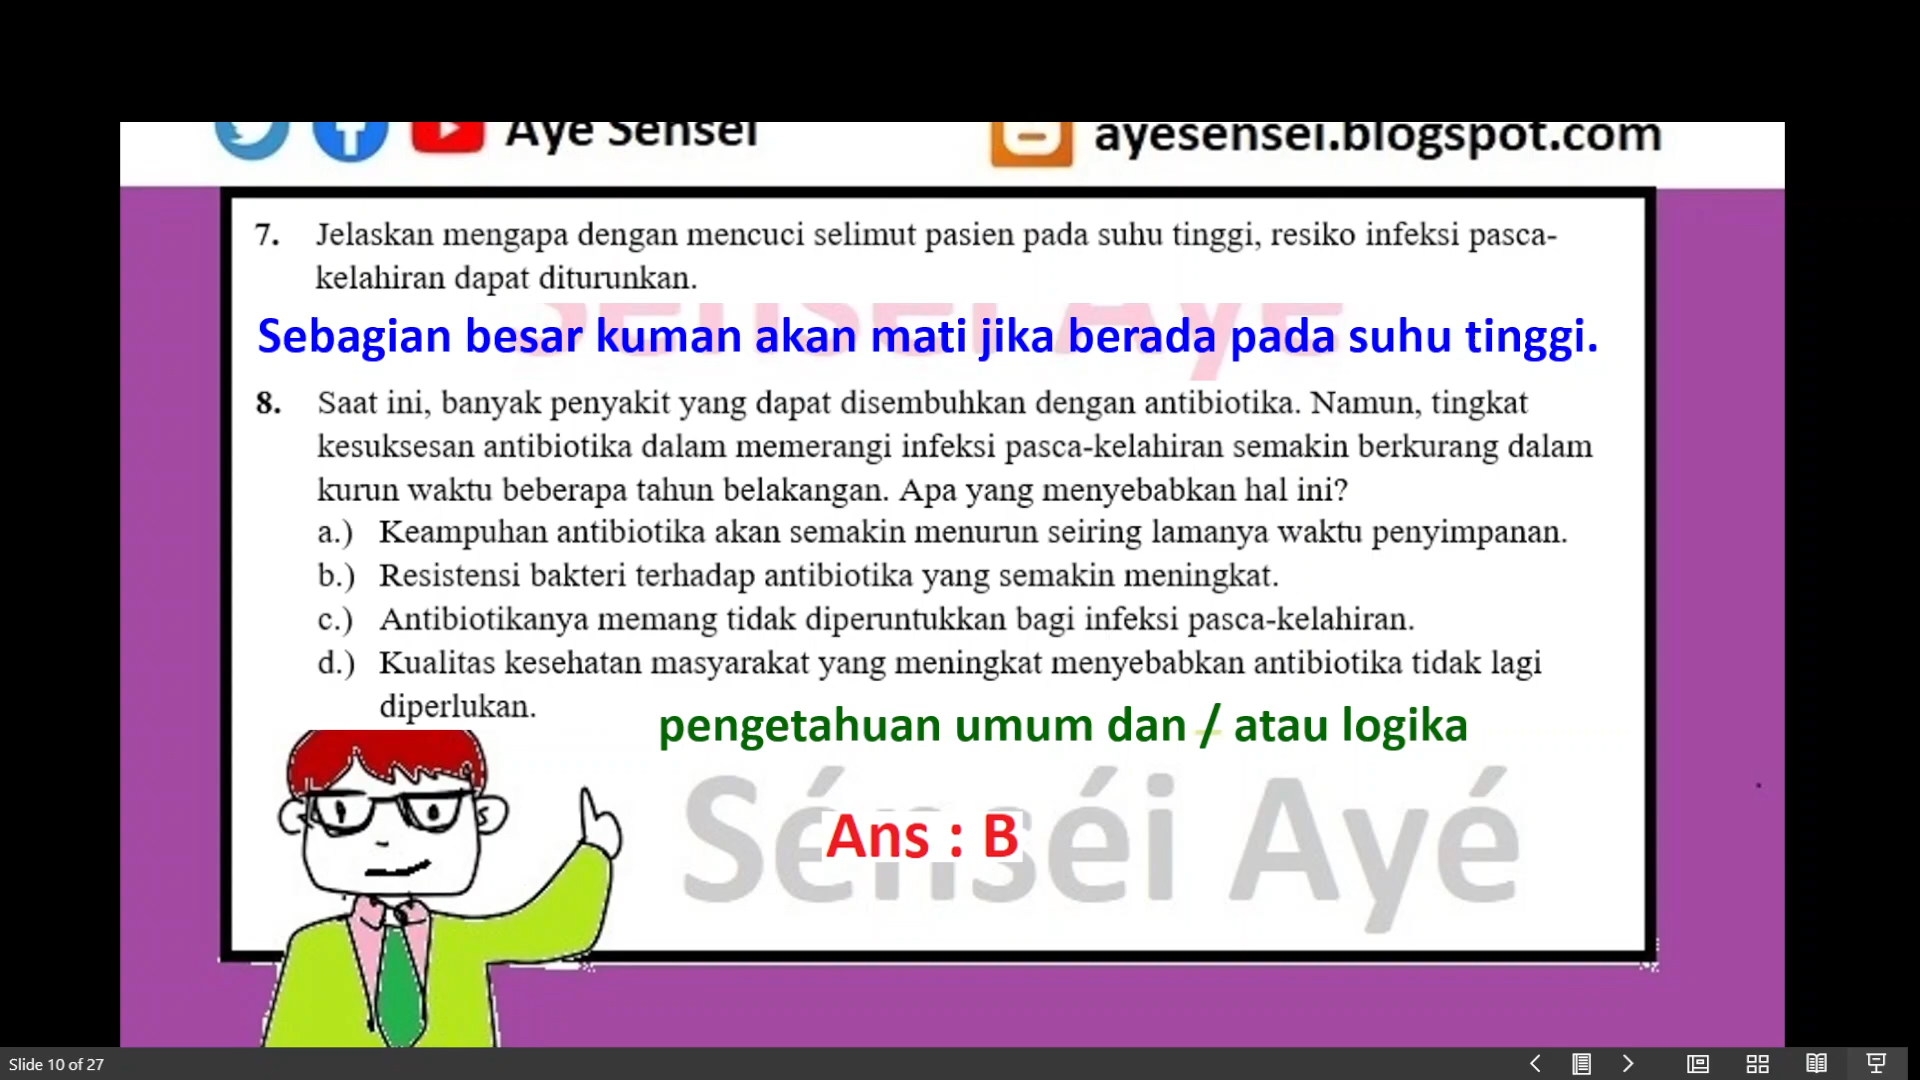 Aye Sensei
ayesensei.blogspot.com
7. Jelaskan mengapa dengan mencuci selimut pasien pada suhu tinggi, resiko infeksi pasca-
kelahiran dapat diturunkan.
Sensei Aye
Sebagian besar kuman akan mati jika berada pada suhu tinggi.
8. Saat ini, banyak penyakit yang dapat disembuhkan dengan antibiotika. Namun, tingkat
kesuksesan antibiotika dalam memerangi infeksi pasca-kelahiran semakin berkurang dalam
kurun waktu beberapa tahun belakangan. Apa yang menyebabkan hal ini?
a.) Keampuhan antibiotika akan semakin menurun seiring lamanya waktu penyimpanan.
b.) Resistensi bakteri terhadap antibiotika yang semakin meningkat.
c.) Antibiotikanya memang tidak diperuntukkan bagi infeksi pasca-kelahiran.
d.) Kualitas kesehatan masyarakat yang meningkat menyebabkan antibiotika tidak lagi
diperlukan.
pengetahuan umum dan / atau logika
Sénséi Ayé
Ans : B
Slide 10 of 27